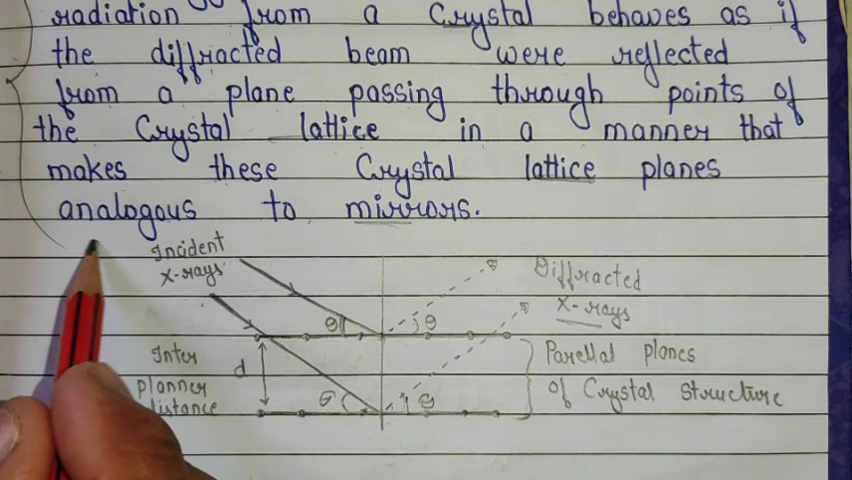 radiation from a Crystal behaves as if
the diffracted beam were reflected
from a plane passing through points of
the Crystal lattice in a manner that
makes these Crystal lattice planes
analogous to mirrors.
Incident
X-rays
Diffracted
X-rays
θ θ
Inter
planner
distance
d
θ θ
Parellal planes
of Crystal structure